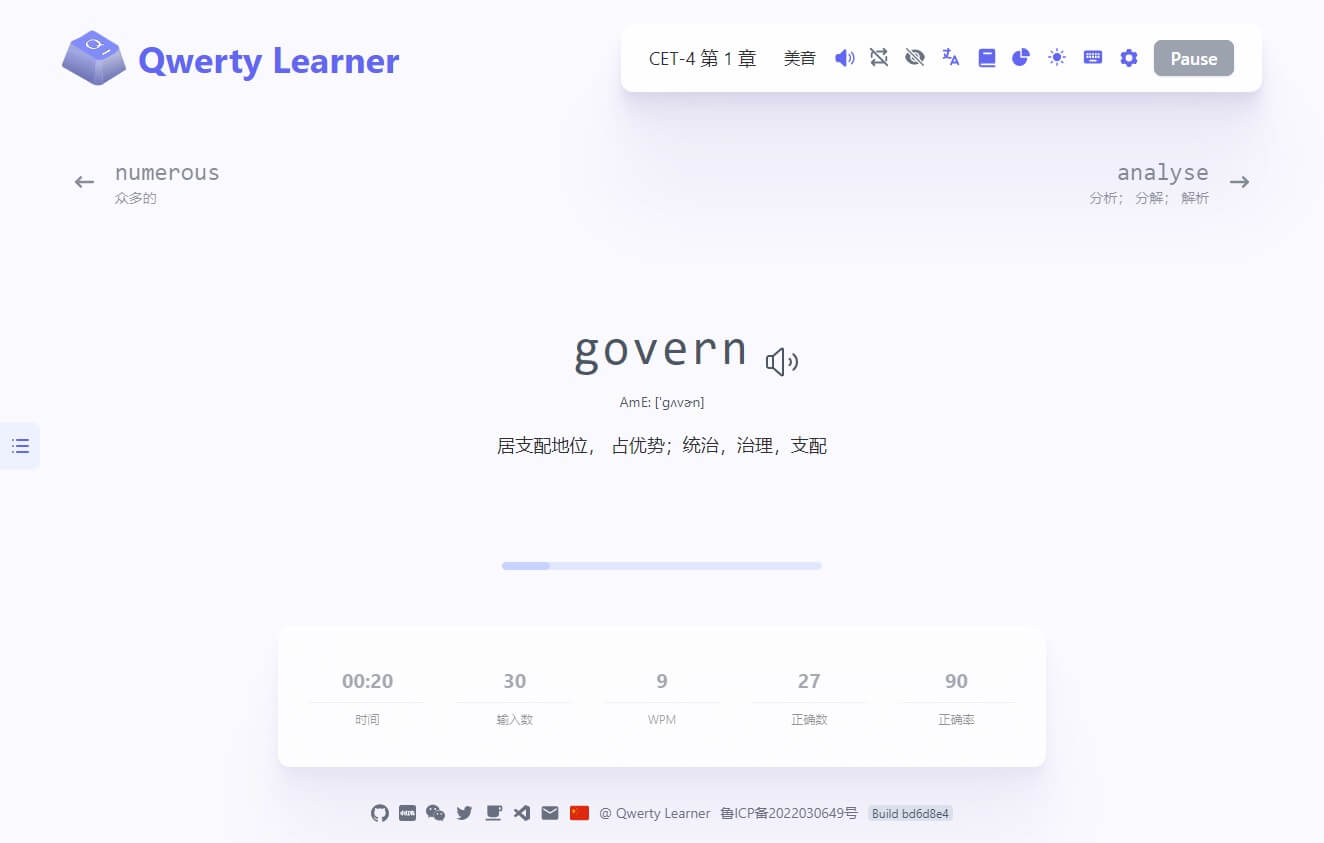 Qwerty Learner
CET-4 第 1 章 美音 Pause
numerous
众多的
analyse
分析； 分解； 解析
govern
AmE: [ˈgʌvɚn]
居支配地位， 占优势；统治，治理，支配
00:20 30 9 27 90
时间 输入数 WPM 正确数 正确率
@ Qwerty Learner 鲁ICP备2022030649号 Build bd6d8e4